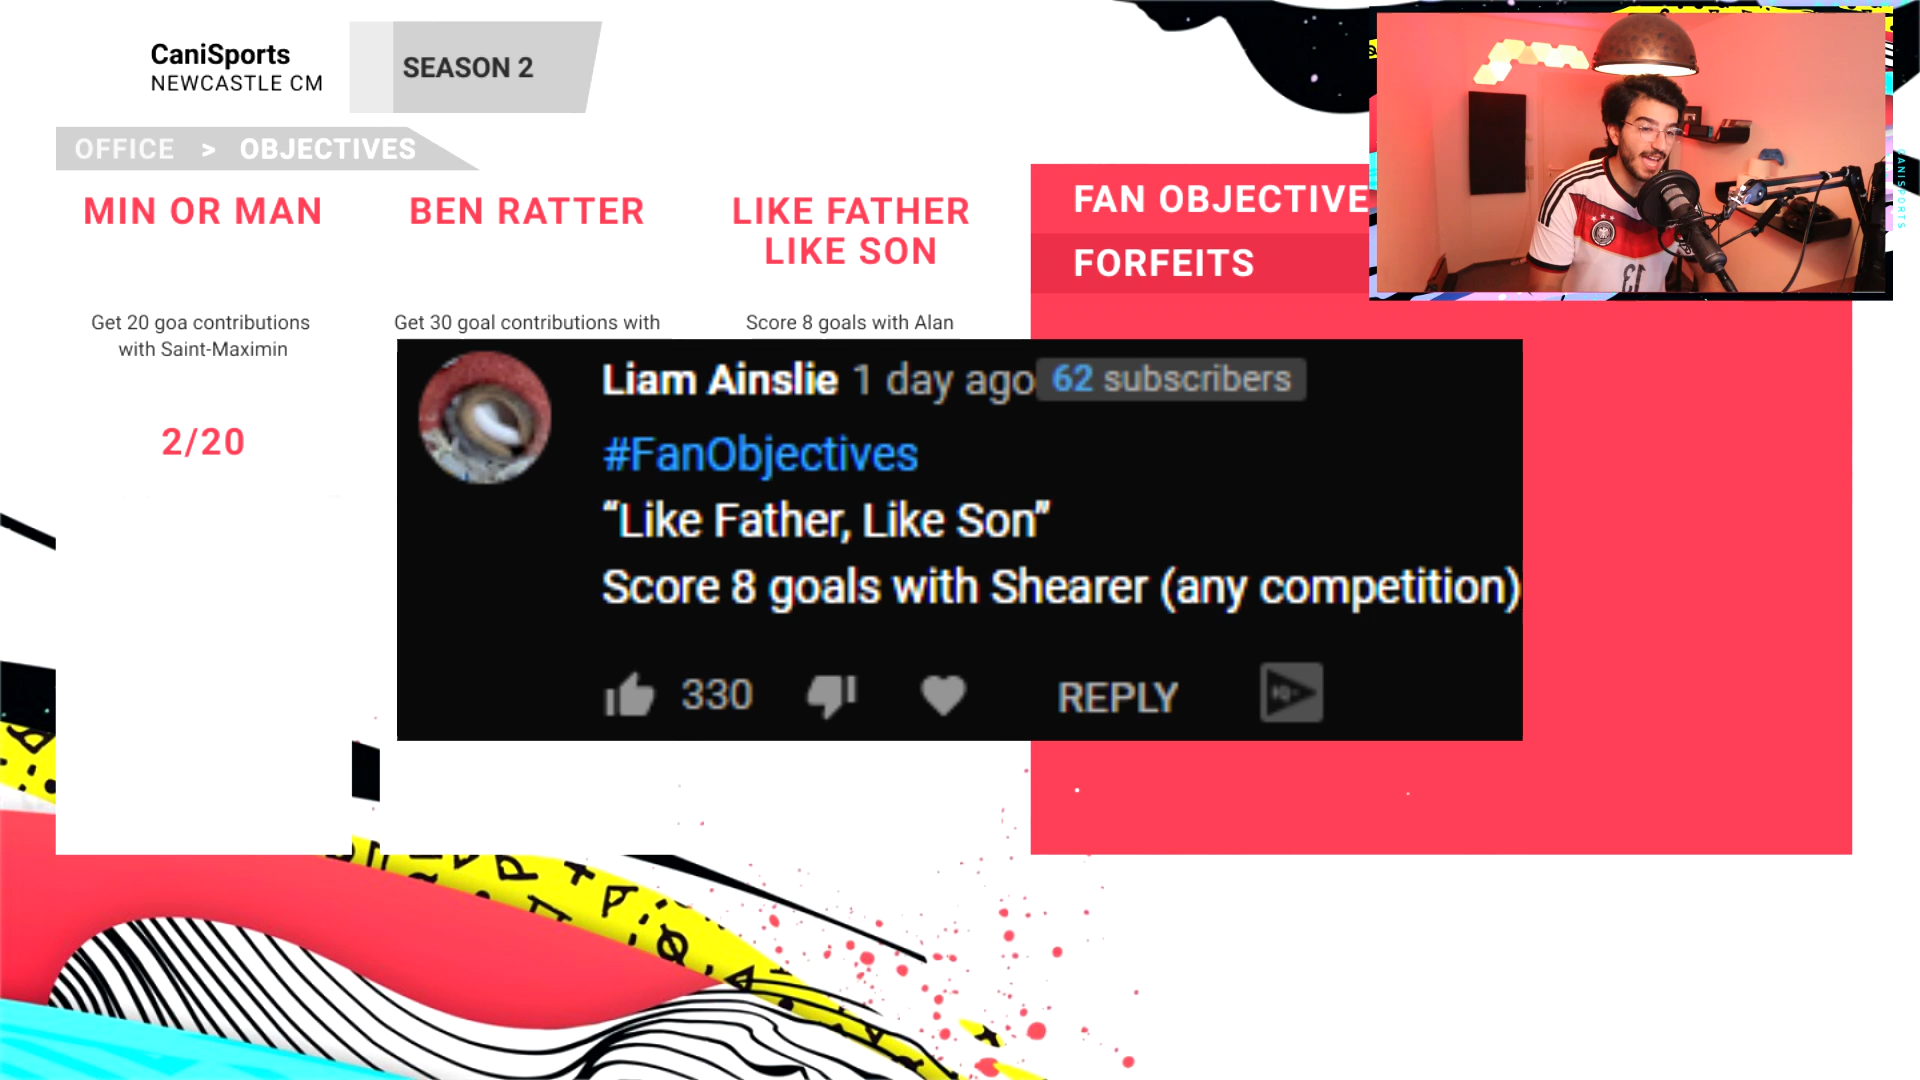 CaniSports
NEWCASTLE CM
SEASON 2
OFFICE > OBJECTIVES
MIN OR MAN
BEN RATTER
LIKE FATHER
LIKE SON
FAN OBJECTIVE
FORFEITS
Get 20 goa contributions
with Saint-Maximin
2/20
Get 30 goal contributions with
Score 8 goals with Alan
Liam Ainslie 1 day ago 62 subscribers
#FanObjectives
“Like Father, Like Son”
Score 8 goals with Shearer (any competition)
330
REPLY
13
CANISPORTS